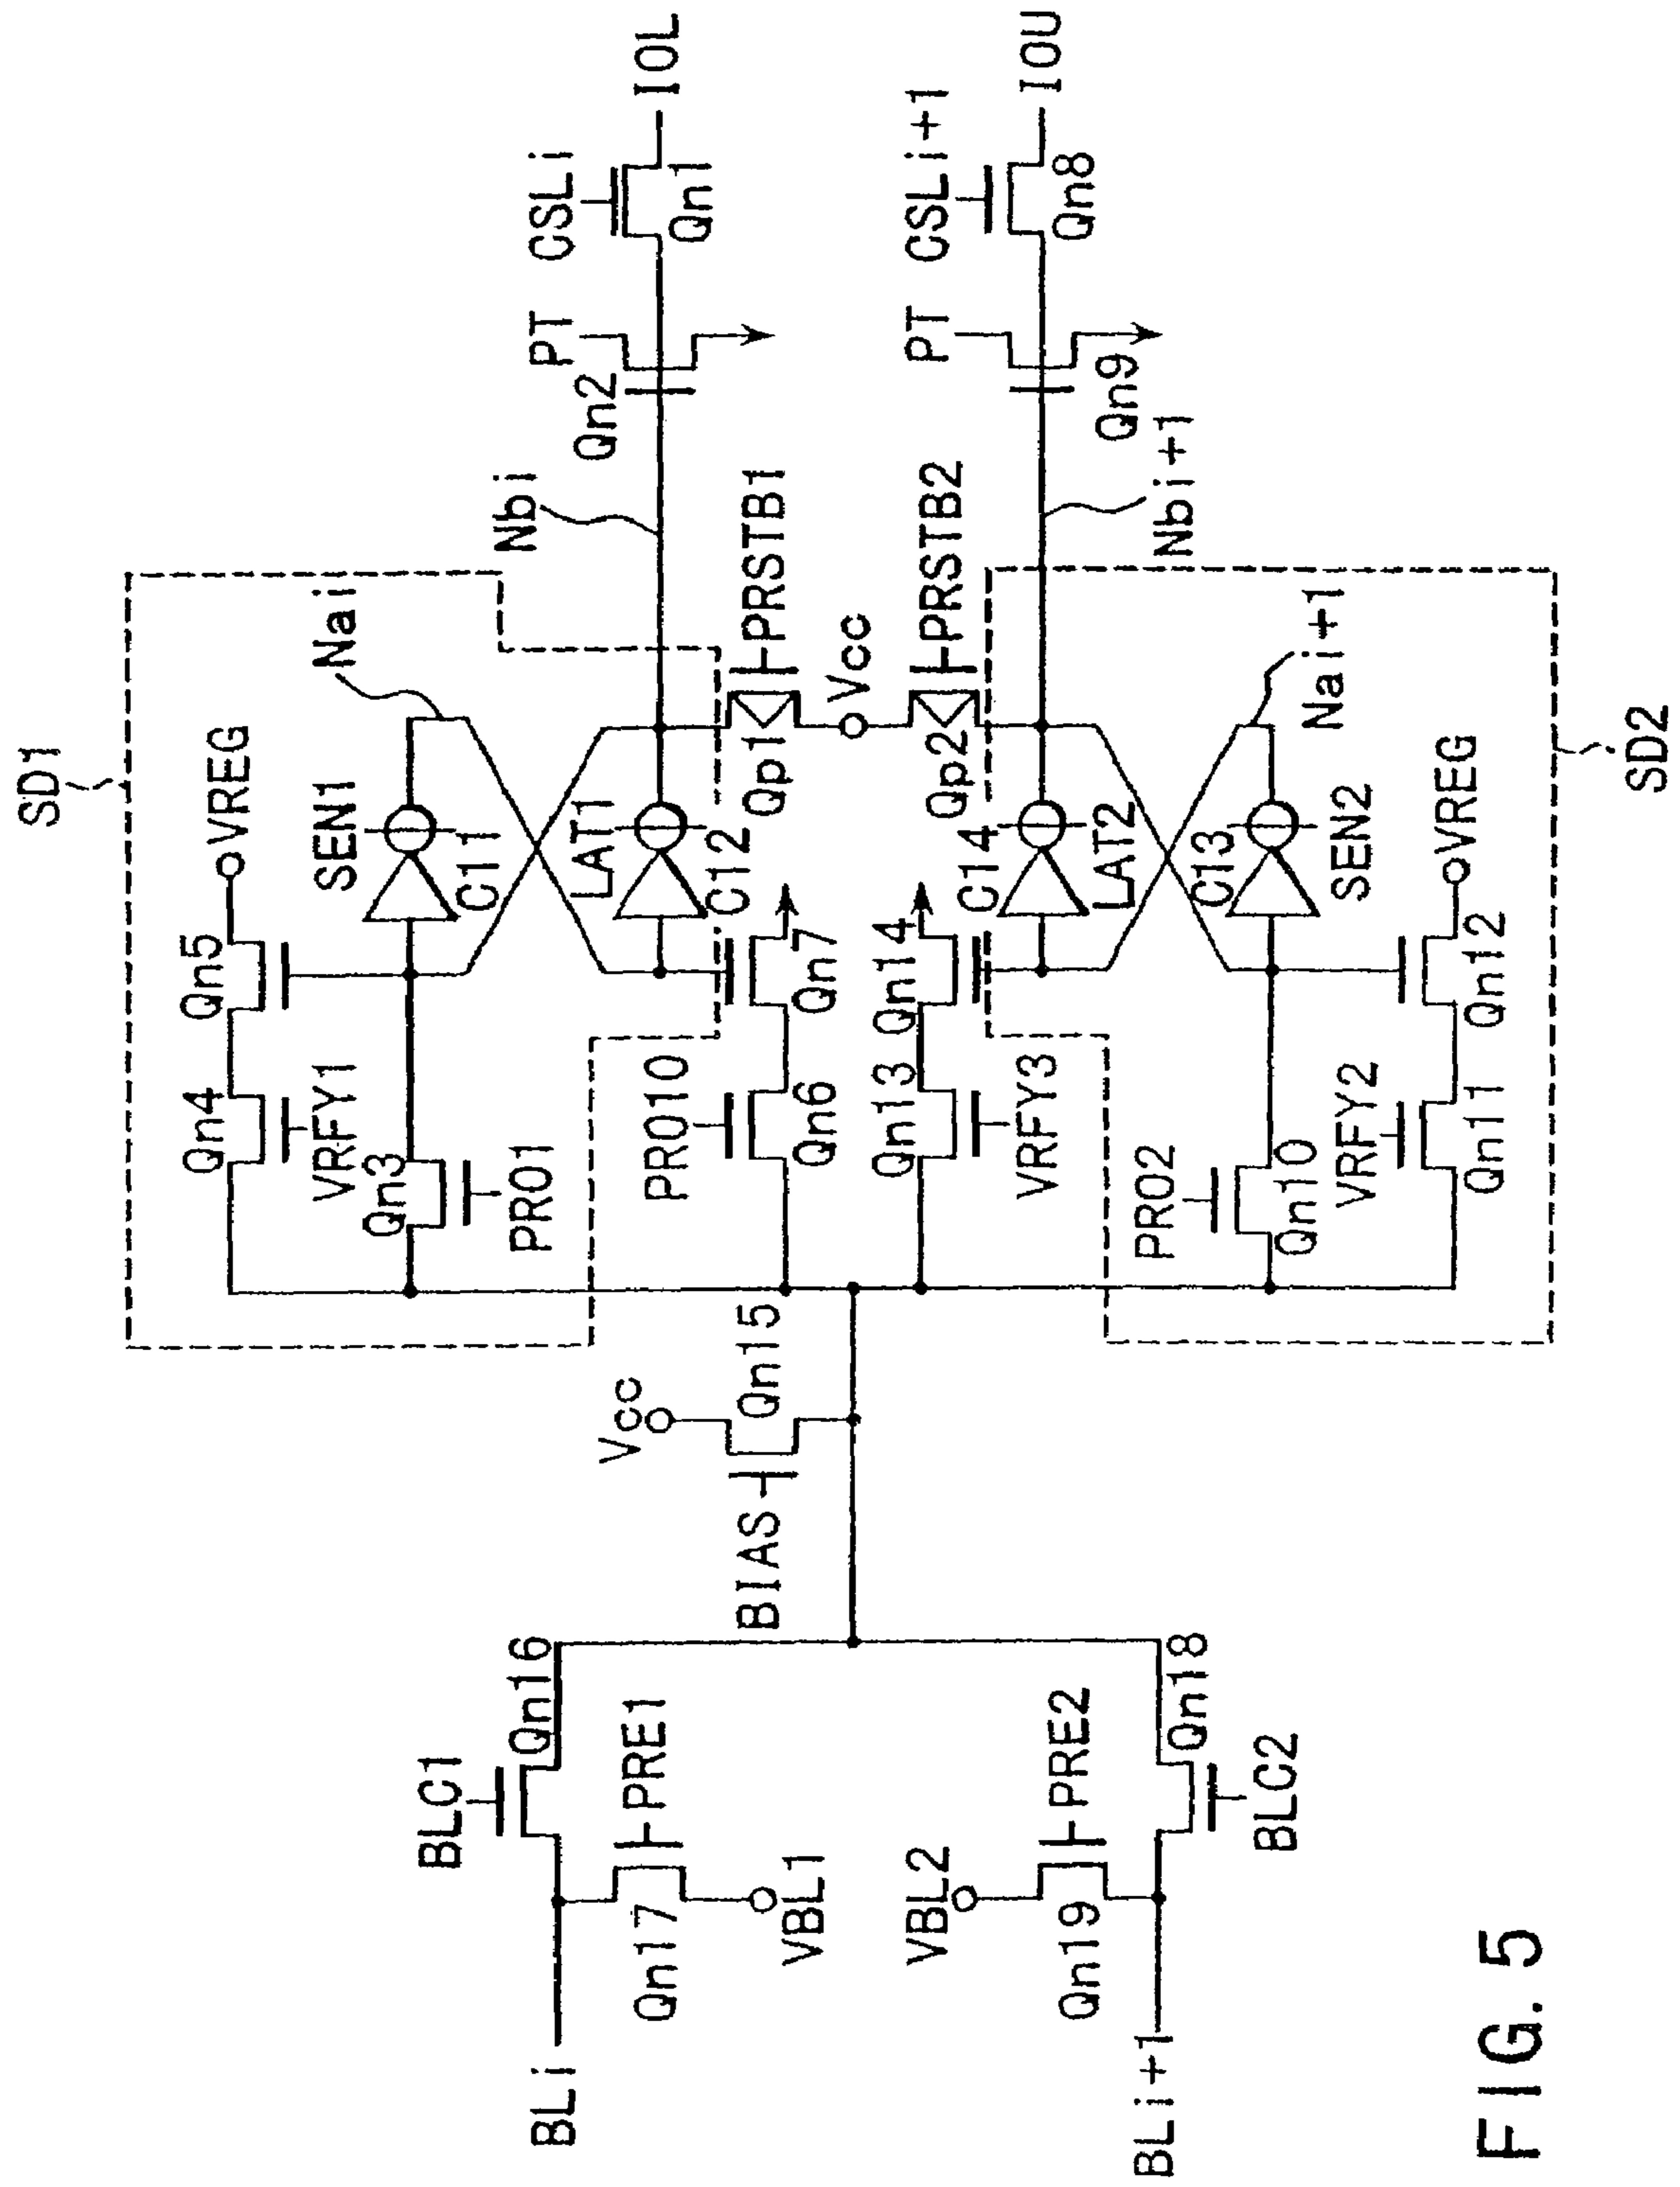 SD1
VREG
Qn5
Qn4
VRFY1
SEN1
C11
Nai
Qn3
PRO1
LAT1
C12
Nbi
PT
Qn2
CSLi
Qn1
IOL
PRO10
Qn6
Qn7
Qp1
PRSTB1
Vcc
Qp2
PRSTB2
Qn13
Qn14
VRFY3
C14
LAT2
Nbi+1
PT
Qn9
CSLi+1
Qn8
IOU
PRO2
Qn10
C13
SEN2
Nai+1
VRFY2
Qn11
Qn12
VREG
SD2
Vcc
Qn15
BIAS
BLC1
Qn16
PRE1
Qn17
VBL1
BLi
VBL2
PRE2
Qn19
Qn18
BLC2
BLi+1
FIG. 5